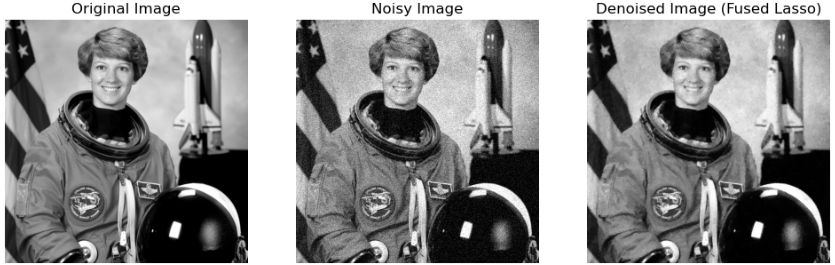 Original Image
Noisy Image
Denoised Image (Fused Lasso)